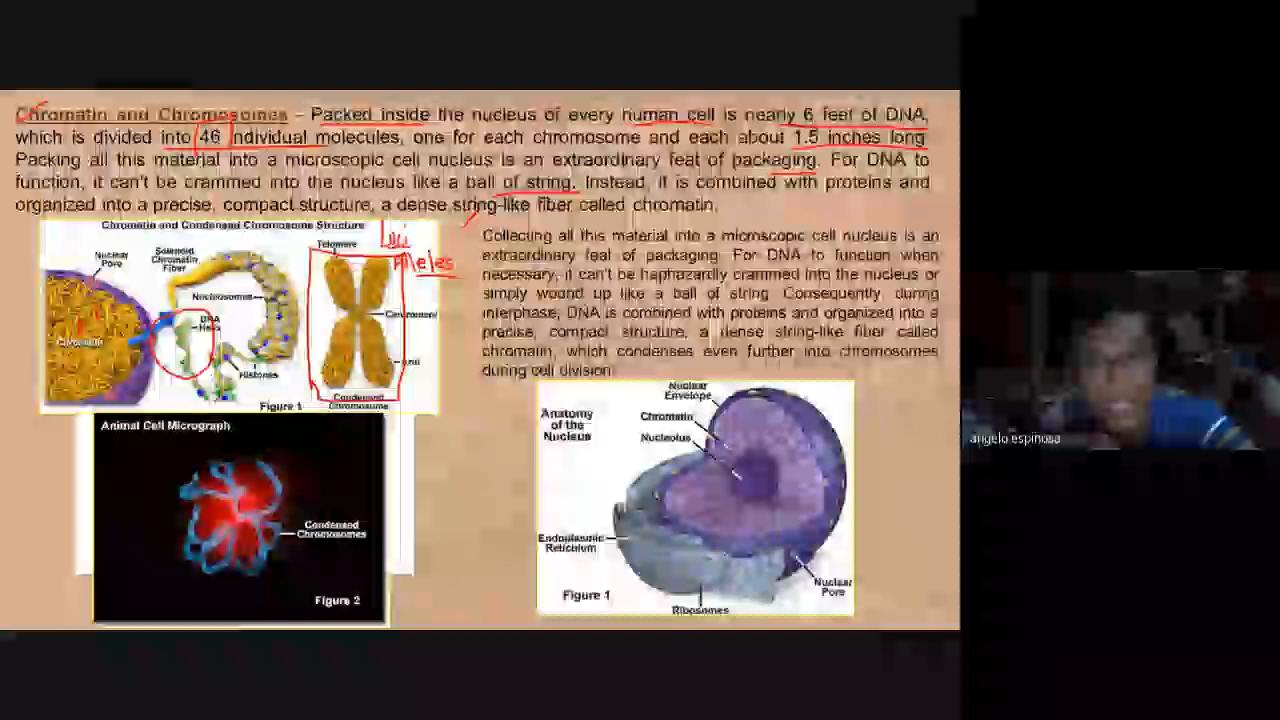 Chromatin and Chromosomes - Packed inside the nucleus of every human cell is nearly 6 feet of DNA,
which is divided into 46 individual molecules, one for each chromosome and each about 1.5 inches long
Packing all this material into a microscopic cell nucleus is an extraordinary feat of packaging. For DNA to
function, it can't be crammed into the nucleus like a ball of string. Instead, it is combined with proteins and
organized into a precise, compact structure, a dense string-like fiber called chromatin.
Chromatin and Condensed Chromosome Structure
Nuclear
Pore
Solenoid
Chromatin
Fiber
Telomere
Loci
Nucleosomes
DNA
Helix
Chromatin
Histones
Centromere
Condensed
Chromosome
Figure 1
Collecting all this material into a microscopic cell nucleus is an
extraordinary feat of packaging. For DNA to function when
necessary, it can't be haphazardly crammed into the nucleus or
simply wound up like a ball of string. Consequently, during
interphase, DNA is combined with proteins and organized into a
precise, compact structure, a dense string-like fiber called
chromatin, which condenses even further into chromosomes
during cell division.
Animal Cell Micrograph
Condensed
Chromosomes
Figure 2
Anatomy
of the
Nucleus
Nuclear
Envelope
Chromatin
Nucleolus
Endoplasmic
Reticulum
Figure 1
Ribosomes
Nuclear
Pore
angelo espinosa